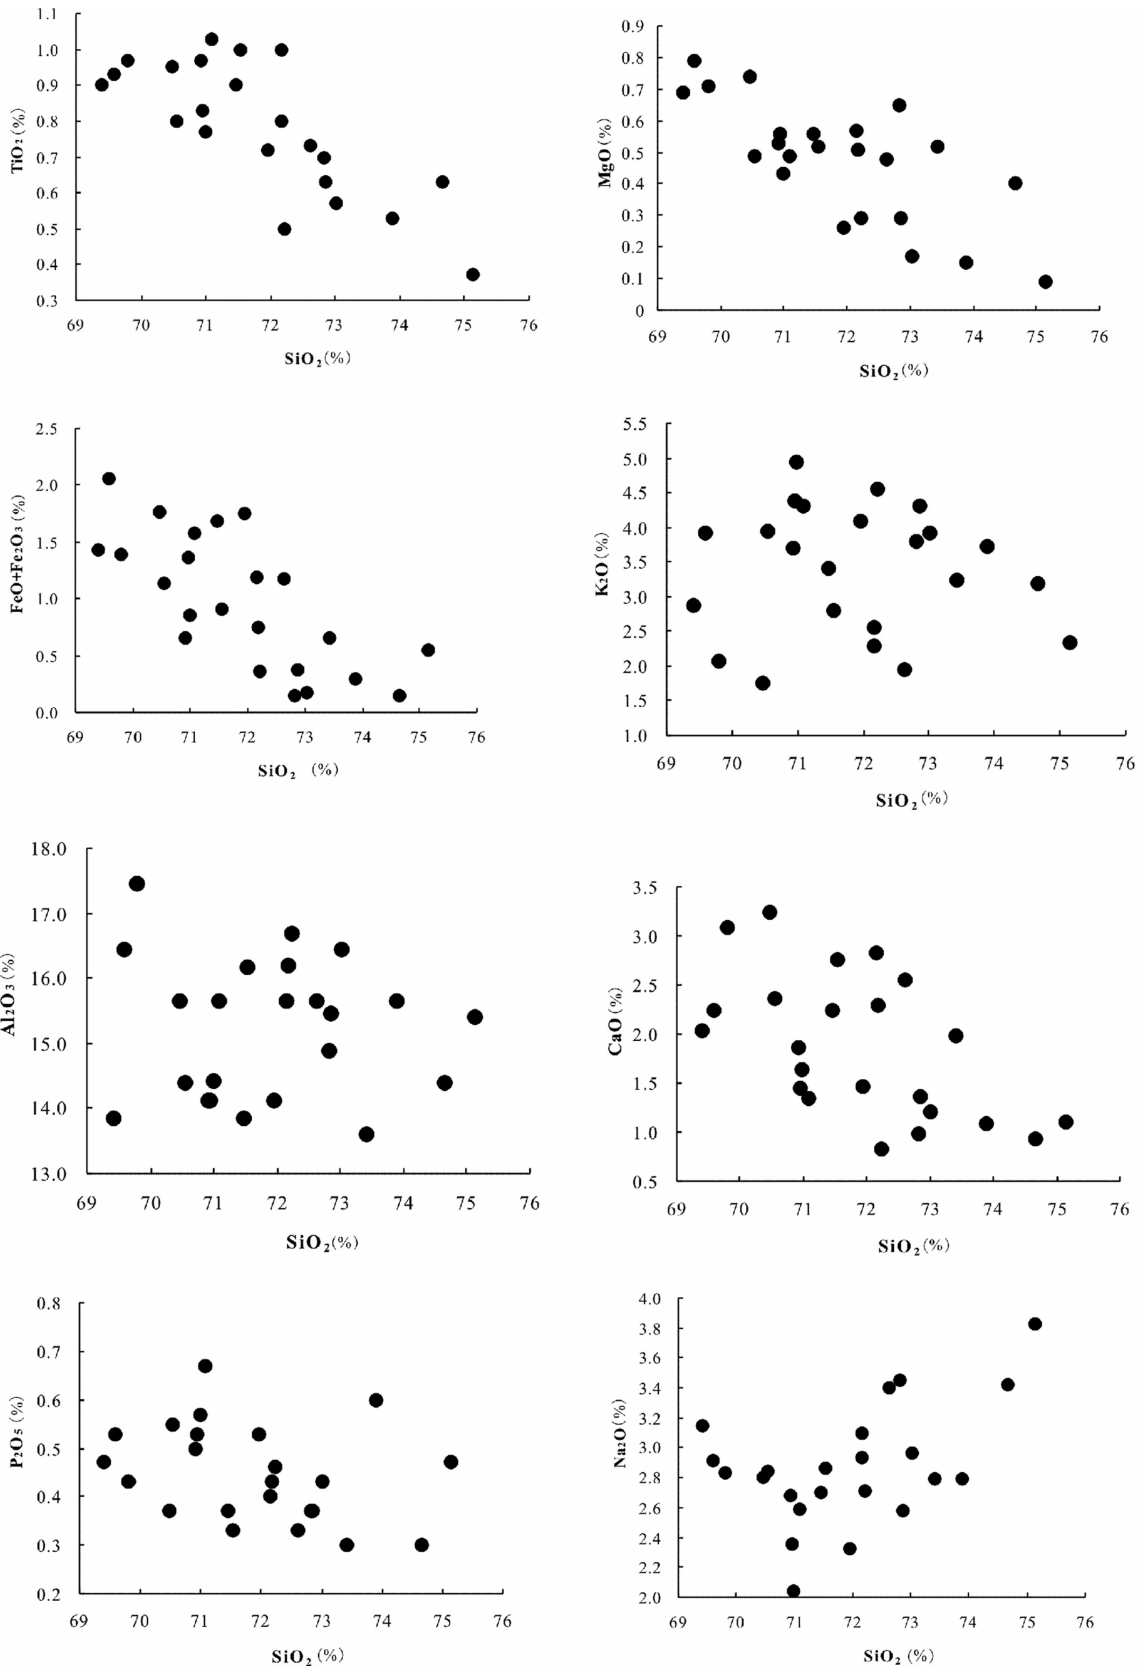 1.1
1.0
0.9
0.8
0.7
0.6
0.5
0.4
0.3
TiO2 (%)
69 70 71 72 73 74 75 76
SiO2(%)
0.9
0.8
0.7
0.6
0.5
0.4
0.3
0.2
0.1
0
MgO (%)
69 70 71 72 73 74 75 76
SiO2(%)
2.5
2.0
1.5
1.0
0.5
0.0
FeO+Fe2O3 (%)
69 70 71 72 73 74 75 76
SiO2 (%)
5.5
5.0
4.5
4.0
3.5
3.0
2.5
2.0
1.5
1.0
K2O (%)
69 70 71 72 73 74 75 76
SiO2(%)
18.0
17.0
16.0
15.0
14.0
13.0
Al2O3 (%)
69 70 71 72 73 74 75 76
SiO2(%)
3.5
3.0
2.5
2.0
1.5
1.0
0.5
CaO (%)
69 70 71 72 73 74 75 76
SiO2(%)
0.8
0.7
0.6
0.5
0.4
0.3
0.2
P2O5 (%)
69 70 71 72 73 74 75 76
SiO2 (%)
4.0
3.8
3.6
3.4
3.2
3.0
2.8
2.6
2.4
2.2
2.0
Na2O (%)
69 70 71 72 73 74 75 76
SiO2 (%)